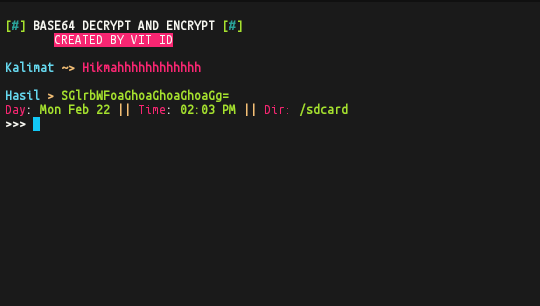 [#] BASE64 DECRYPT AND ENCRYPT [#]
CREATED BY VIT ID
Kalimat ~> Hikmahhhhhhhhhhhh
Hasil > SGlrbWFoaGhoaGhoaGhoaGg=
Day: Mon Feb 22 || Time: 02:03 PM || Dir: /sdcard
>>>